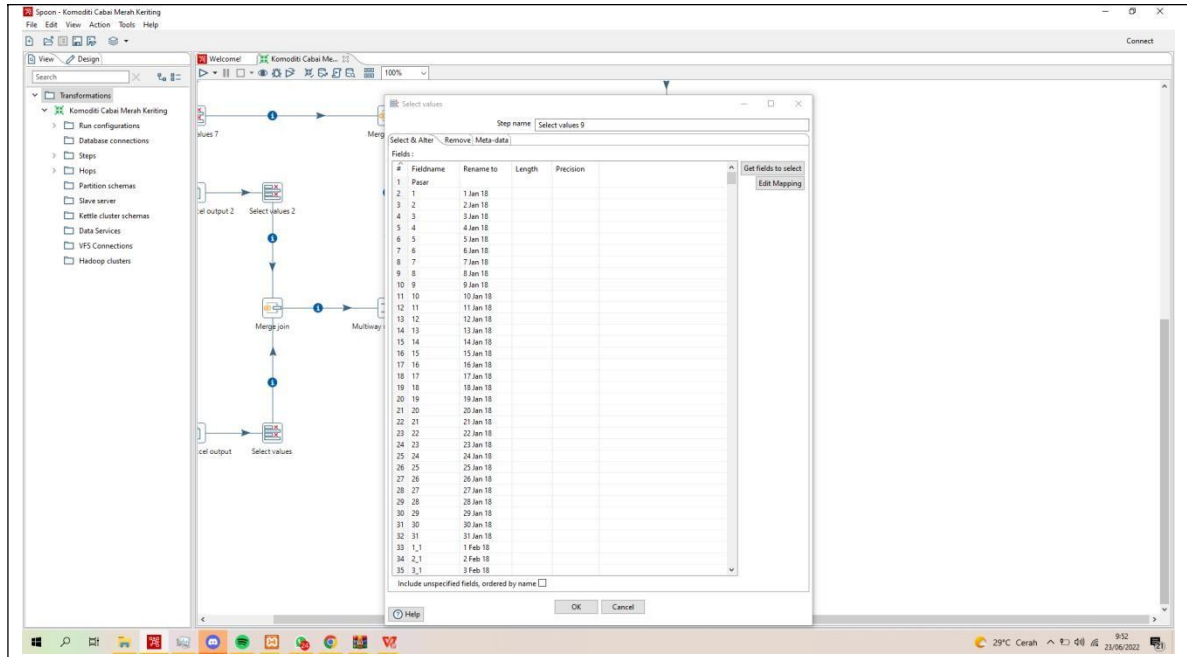 Spoon - Komoditi Cabai Merah Keriting
File Edit View Action Tools Help
Connect
View Design
Welcome! Komoditi Cabai Me...
Search
100%
Transformations
Komoditi Cabai Merah Keriting
Run configurations
Database connections
Steps
Hops
Partition schemas
Slave server
Kettle cluster schemas
Data Services
VFS Connections
Hadoop clusters
alues 7
Merg
cel output 2 Select values 2
Merge join
Multiway
cel output Select values
Select values
Step name Select values 9
Select & Alter Remove Meta-data
Fields :
# Fieldname Rename to Length Precision
Get fields to select
Edit Mapping
1 Pasar
2 1 1 Jan 18
3 2 2 Jan 18
4 3 3 Jan 18
5 4 4 Jan 18
6 5 5 Jan 18
7 6 6 Jan 18
8 7 7 Jan 18
9 8 8 Jan 18
10 9 9 Jan 18
11 10 10 Jan 18
12 11 11 Jan 18
13 12 12 Jan 18
14 13 13 Jan 18
15 14 14 Jan 18
16 15 15 Jan 18
17 16 16 Jan 18
18 17 17 Jan 18
19 18 18 Jan 18
20 19 19 Jan 18
21 20 20 Jan 18
22 21 21 Jan 18
23 22 22 Jan 18
24 23 23 Jan 18
25 24 24 Jan 18
26 25 25 Jan 18
27 26 26 Jan 18
28 27 27 Jan 18
29 28 28 Jan 18
30 29 29 Jan 18
31 30 30 Jan 18
32 31 31 Jan 18
33 1_1 1 Feb 18
34 2_1 2 Feb 18
35 3_1 3 Feb 18
Include unspecified fields, ordered by name
Help
OK Cancel
29°C Cerah
9:52
23/06/2022